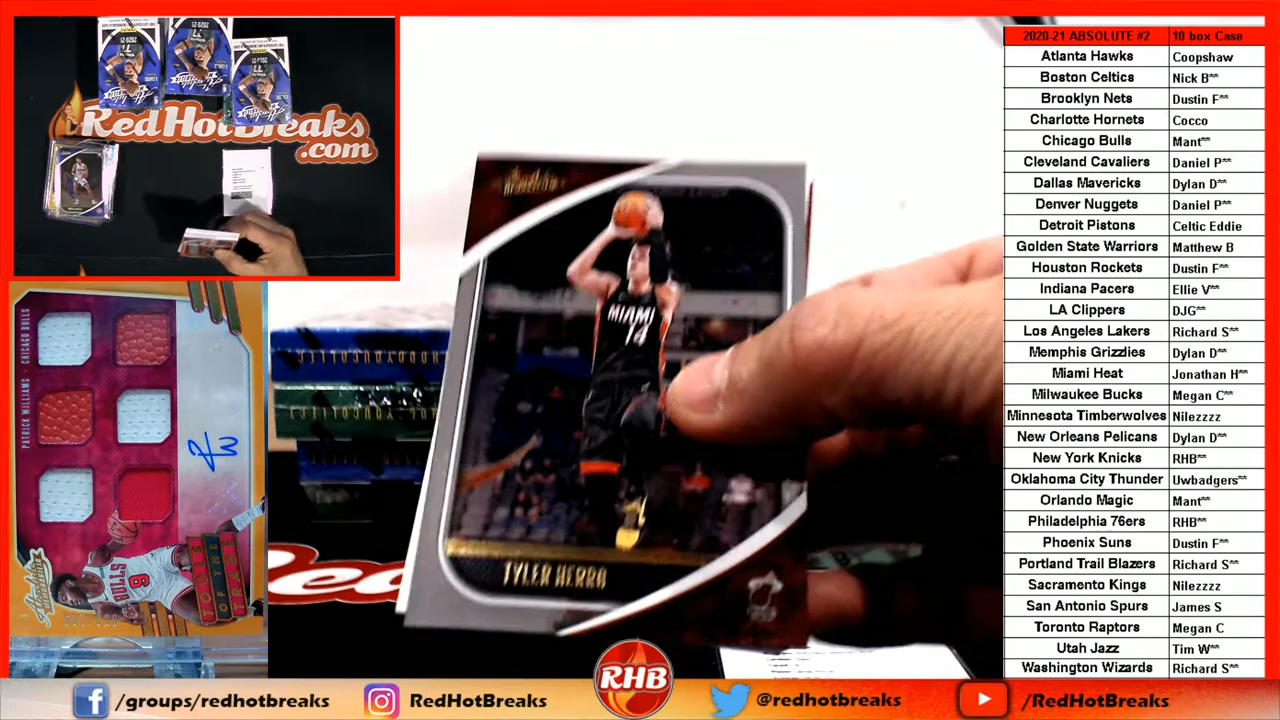 RedHotBreaks
.com
PATRICK WILLIAMS - CHICAGO BULLS
BULLS
9
TOOLS
OF THE
TRADE
Absolute
MIAMI
14
TYLER HERRO
2020-21 ABSOLUTE #2 10 box Case
Atlanta Hawks Coopshaw
Boston Celtics Nick B**
Brooklyn Nets Dustin F**
Charlotte Hornets Cocco
Chicago Bulls Mant**
Cleveland Cavaliers Daniel P**
Dallas Mavericks Dylan D**
Denver Nuggets Daniel P**
Detroit Pistons Celtic Eddie
Golden State Warriors Matthew B
Houston Rockets Dustin F**
Indiana Pacers Ellie V**
LA Clippers DJG**
Los Angeles Lakers Richard S**
Memphis Grizzlies Dylan D**
Miami Heat Jonathan H**
Milwaukee Bucks Megan C**
Minnesota Timberwolves Nilezzzz
New Orleans Pelicans Dylan D**
New York Knicks RHB**
Oklahoma City Thunder Uwbadgers**
Orlando Magic Mant**
Philadelphia 76ers RHB**
Phoenix Suns Dustin F**
Portland Trail Blazers Richard S**
Sacramento Kings Nilezzzz
San Antonio Spurs James S
Toronto Raptors Megan C
Utah Jazz Tim W**
Washington Wizards Richard S**
/groups/redhotbreaks
RedHotBreaks
RHB
@redhotbreaks
/RedHotBreaks